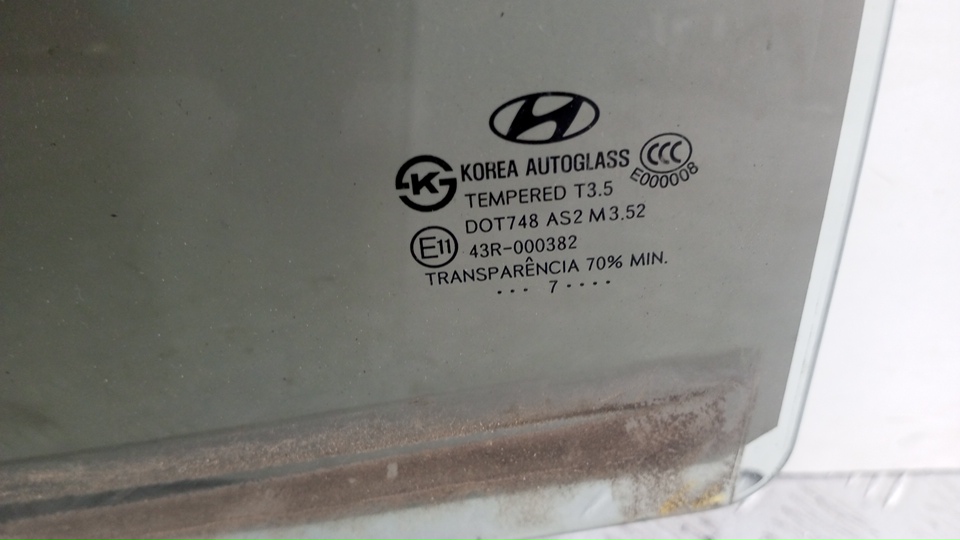 KOREA AUTOGLASS
CCC
E000008
TEMPERED T3.5
DOT748 AS2 M3.52
E11
43R-000382
TRANSPARÊNCIA 70% MIN.
... 7 ....